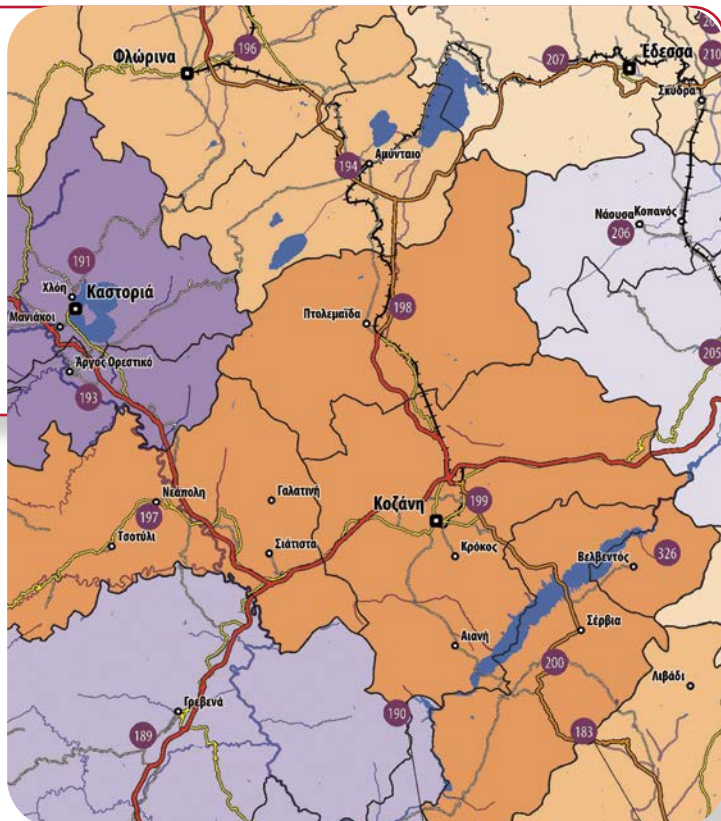 196
Φλώρινα
207
Έδεσσα
210
Σκύδρα
194
Αμύνταιο
Νάουσα
Κοπανός
206
191
Χλόη
Καστοριά
Μανιάκοι
Πτολεμαΐδα
198
205
Άργος Ορεστικό
193
Νεάπολη
197
Τσοτύλι
Γαλατινή
Σιάτιστα
Κοζάνη
199
Κρόκος
Βελβεντός
326
Σέρβια
Αιανή
200
Λιβάδι
Γρεβενά
189
190
183